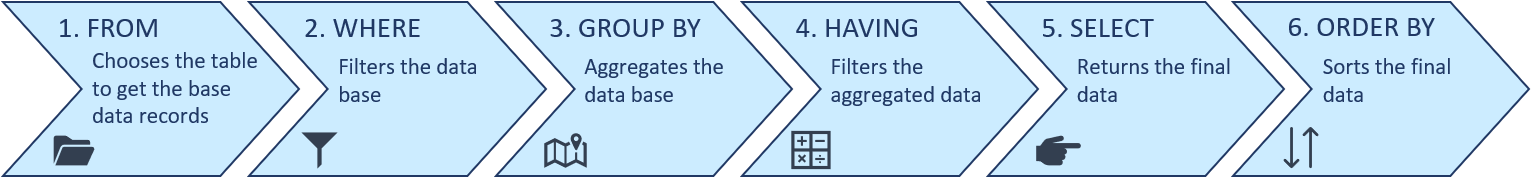 1. FROM
Chooses the table
to get the base
data records
2. WHERE
Filters the data
base
3. GROUP BY
Aggregates the
data base
4. HAVING
Filters the
aggregated data
5. SELECT
Returns the final
data
6. ORDER BY
Sorts the final
data